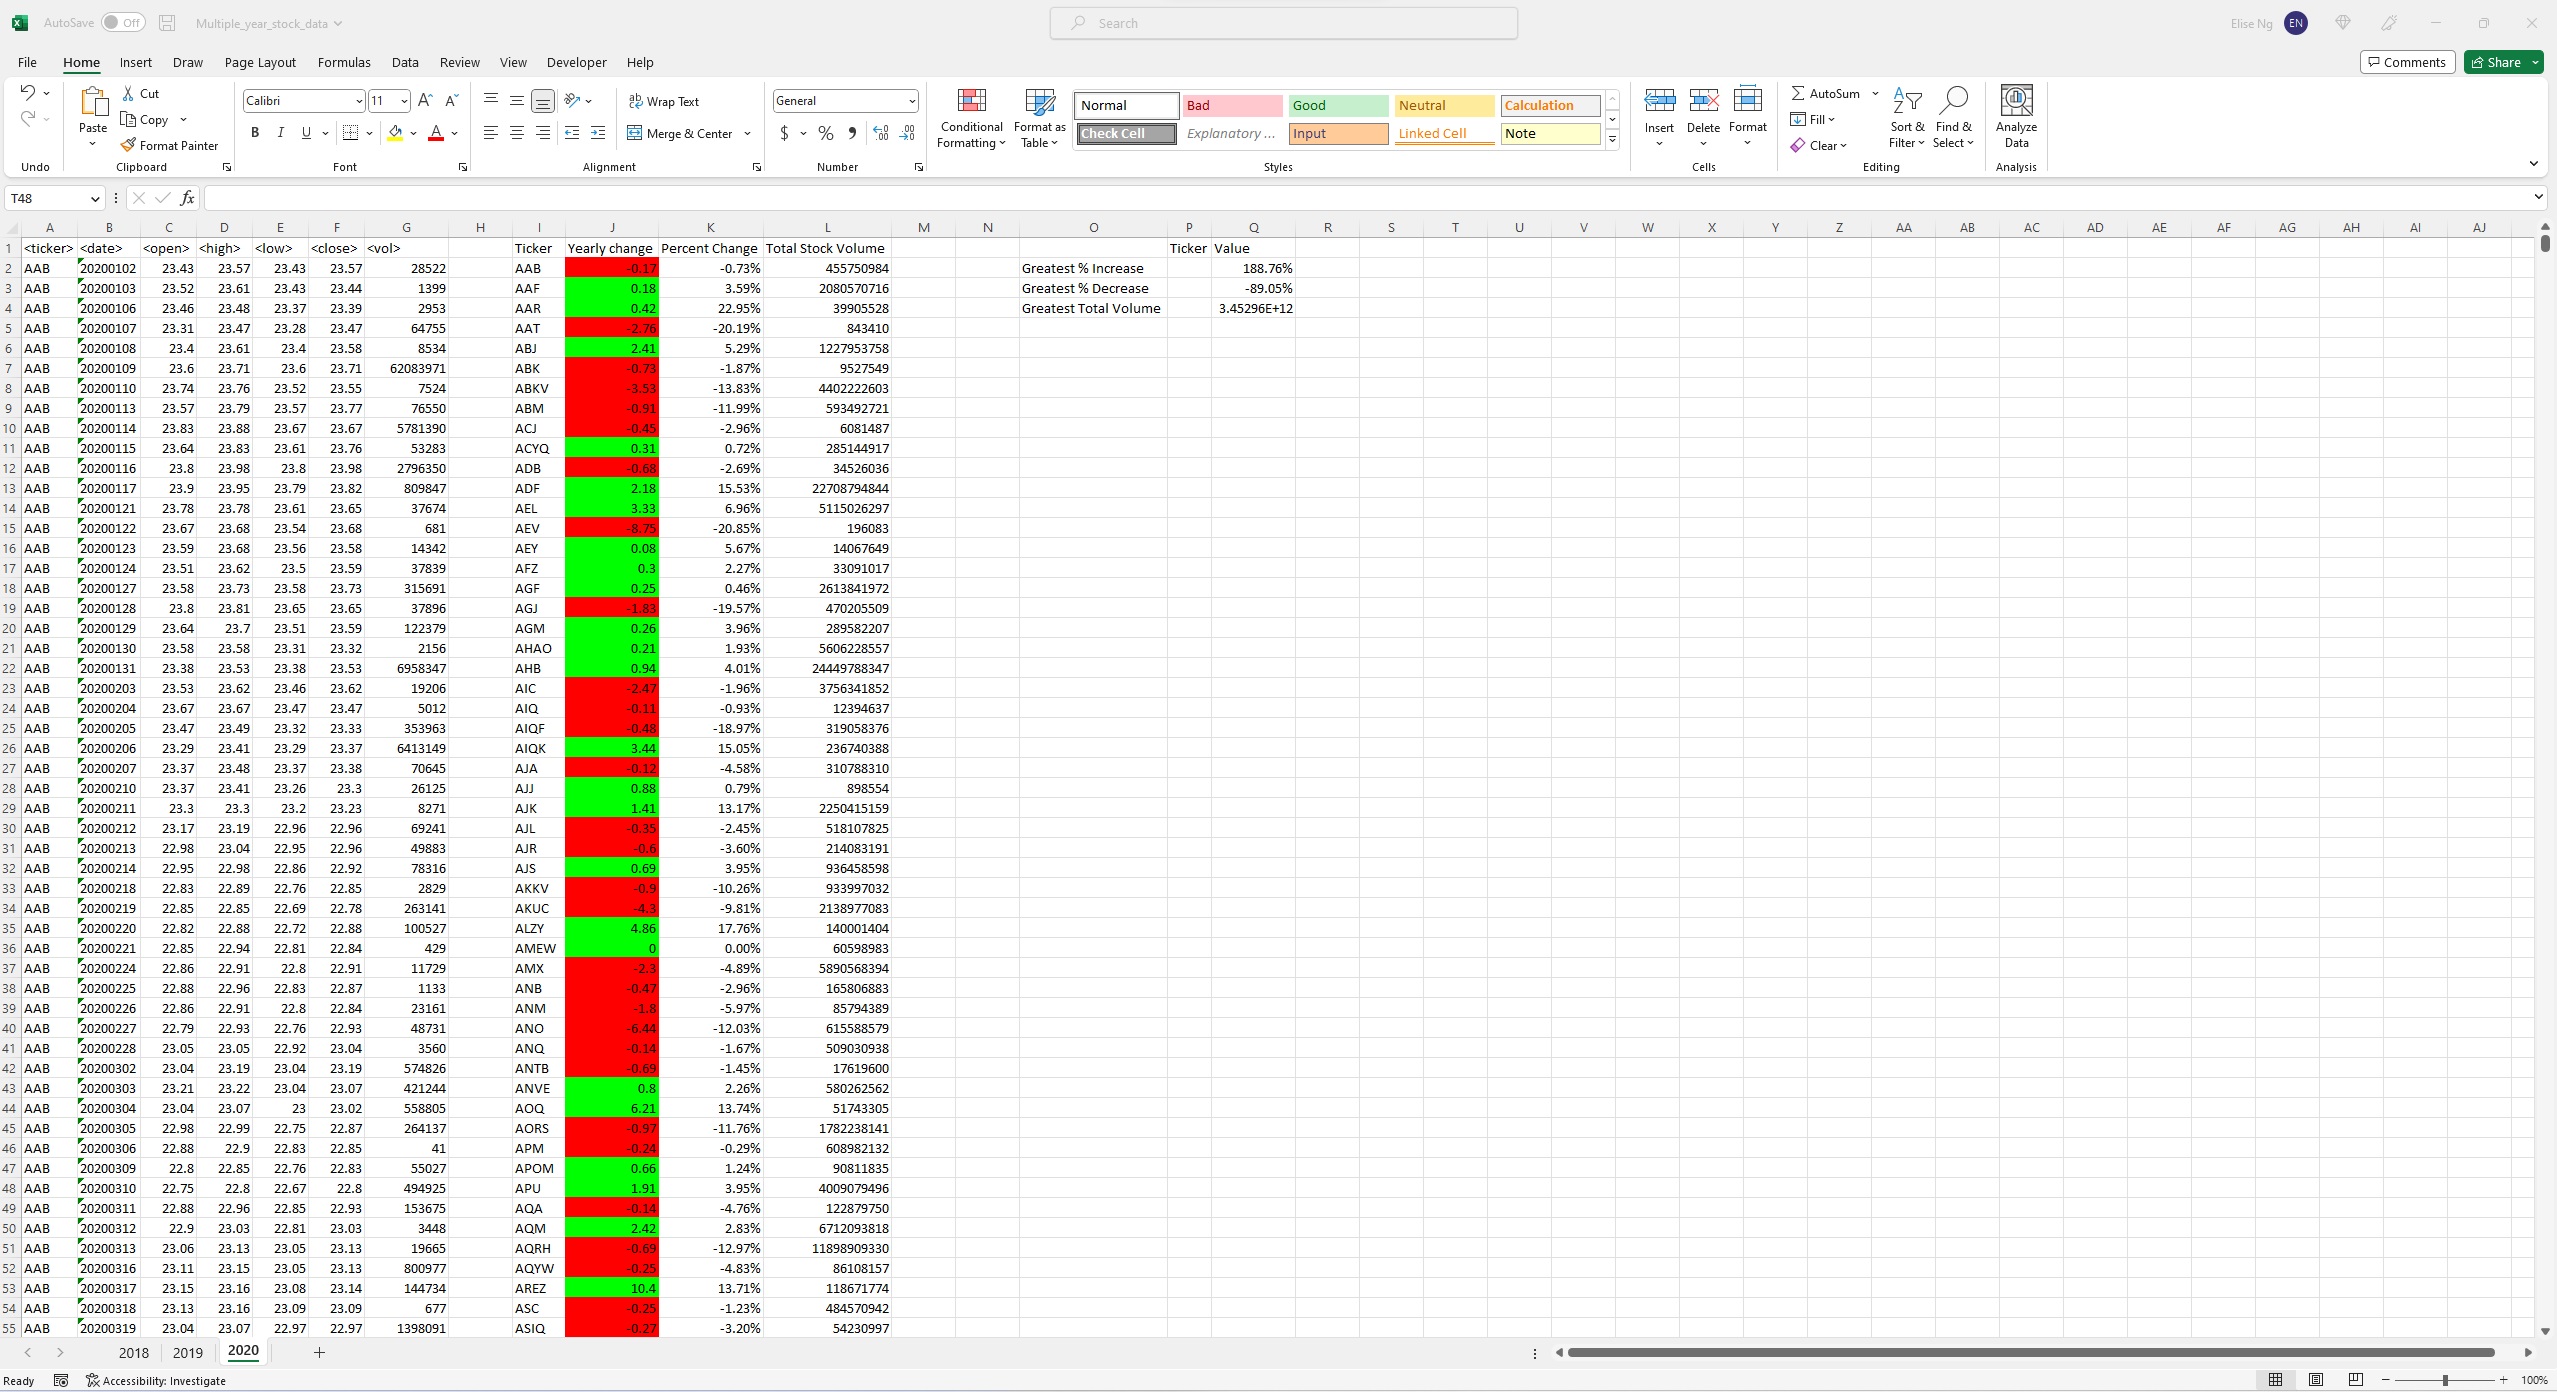 AutoSave Off Multiple_year_stock_data Search Elise Ng EN
File Home Insert Draw Page Layout Formulas Data Review View Developer Help Comments Share
Cut Calibri 11 Wrap Text General Normal Bad Good Neutral Calculation AutoSum
Paste Copy Conditional Formatting Format as Table Insert Delete Format Fill Sort & Filter Find & Select Analyze Data
Format Painter B I U Merge & Center $ % Check Cell Explanatory ... Input Linked Cell Note Clear
Undo Clipboard Font Alignment Number Styles Cells Editing Analysis
T48 fx
A B C D E F G H I J K L M N O P Q R S T U V W X Y Z AA AB AC AD AE AF AG AH AI AJ
1 <ticker> <date> <open> <high> <low> <close> <vol> Ticker Yearly change Percent Change Total Stock Volume Ticker Value
2 AAB 20200102 23.43 23.57 23.43 23.57 28522 AAB -0.17 -0.73% 455750984 Greatest % Increase 188.76%
3 AAB 20200103 23.52 23.61 23.43 23.44 1399 AAF 0.18 3.59% 2080570716 Greatest % Decrease -89.05%
4 AAB 20200106 23.46 23.48 23.37 23.39 2953 AAR 0.42 22.95% 39905528 Greatest Total Volume 3.45296E+12
5 AAB 20200107 23.31 23.47 23.28 23.47 64755 AAT -2.76 -20.19% 843410
6 AAB 20200108 23.4 23.61 23.4 23.58 8534 ABJ 2.41 5.29% 1227953758
7 AAB 20200109 23.6 23.71 23.6 23.71 62083971 ABK -0.73 -1.87% 9527549
8 AAB 20200110 23.74 23.76 23.52 23.55 7524 ABKV -3.53 -13.83% 4402222603
9 AAB 20200113 23.57 23.79 23.57 23.77 76550 ABM -0.91 -11.99% 593492721
10 AAB 20200114 23.83 23.88 23.67 23.67 5781390 ACJ -0.45 -2.96% 6081487
11 AAB 20200115 23.64 23.83 23.61 23.76 53283 ACYQ 0.31 0.72% 285144917
12 AAB 20200116 23.8 23.98 23.8 23.98 2796350 ADB -0.68 -2.69% 34526036
13 AAB 20200117 23.9 23.95 23.79 23.82 809847 ADF 2.18 15.53% 22708794844
14 AAB 20200121 23.78 23.78 23.61 23.65 37674 AEL 3.33 6.96% 5115026297
15 AAB 20200122 23.67 23.68 23.54 23.68 681 AEV -8.75 -20.85% 196083
16 AAB 20200123 23.59 23.68 23.56 23.58 14342 AEY 0.08 5.67% 14067649
17 AAB 20200124 23.51 23.62 23.5 23.59 37839 AFZ 0.3 2.27% 33091017
18 AAB 20200127 23.58 23.73 23.58 23.73 315691 AGF 0.25 0.46% 2613841972
19 AAB 20200128 23.8 23.81 23.65 23.65 37896 AGJ -1.83 -19.57% 470205509
20 AAB 20200129 23.64 23.7 23.51 23.59 122379 AGM 0.26 3.96% 289582207
21 AAB 20200130 23.58 23.58 23.31 23.32 2156 AHAO 0.21 1.93% 5606228557
22 AAB 20200131 23.38 23.53 23.38 23.53 6958347 AHB 0.94 4.01% 24449788347
23 AAB 20200203 23.53 23.62 23.46 23.62 19206 AIC -2.47 -1.96% 3756341852
24 AAB 20200204 23.67 23.67 23.47 23.47 5012 AIQ -0.11 -0.93% 12394637
25 AAB 20200205 23.47 23.49 23.32 23.33 353963 AIQF -0.48 -18.97% 319058376
26 AAB 20200206 23.29 23.41 23.29 23.37 6413149 AIQK 3.44 15.05% 236740388
27 AAB 20200207 23.37 23.48 23.37 23.38 70645 AJA -0.12 -4.58% 310788310
28 AAB 20200210 23.37 23.41 23.26 23.3 26125 AJJ 0.88 0.79% 898554
29 AAB 20200211 23.3 23.3 23.2 23.23 8271 AJK 1.41 13.17% 2250415159
30 AAB 20200212 23.17 23.19 22.96 22.96 69241 AJL -0.35 -2.45% 518107825
31 AAB 20200213 22.98 23.04 22.95 22.96 49883 AJR -0.6 -3.60% 214083191
32 AAB 20200214 22.95 22.98 22.86 22.92 78316 AJS 0.69 3.95% 936458598
33 AAB 20200218 22.83 22.89 22.76 22.85 2829 AKKV -0.9 -10.26% 933997032
34 AAB 20200219 22.85 22.85 22.69 22.78 263141 AKUC -4.3 -9.81% 2138977083
35 AAB 20200220 22.82 22.88 22.72 22.88 100527 ALZY 4.86 17.76% 140001404
36 AAB 20200221 22.85 22.94 22.81 22.84 429 AMEW 0 0.00% 60598983
37 AAB 20200224 22.86 22.91 22.8 22.91 11729 AMX -2.3 -4.89% 5890568394
38 AAB 20200225 22.88 22.96 22.83 22.87 1133 ANB -0.47 -2.96% 165806883
39 AAB 20200226 22.86 22.91 22.8 22.84 23161 ANM -1.8 -5.97% 85794389
40 AAB 20200227 22.79 22.93 22.76 22.93 48731 ANO -6.44 -12.03% 615588579
41 AAB 20200228 23.05 23.05 22.92 23.04 3560 ANQ -0.14 -1.67% 509030938
42 AAB 20200302 23.04 23.19 23.04 23.19 574826 ANTB -0.69 -1.45% 17619600
43 AAB 20200303 23.21 23.22 23.04 23.07 421244 ANVE 0.8 2.26% 580262562
44 AAB 20200304 23.04 23.07 23 23.02 558805 AOQ 6.21 13.74% 51743305
45 AAB 20200305 22.98 22.99 22.75 22.87 264137 AORS -0.97 -11.76% 1782238141
46 AAB 20200306 22.88 22.9 22.83 22.85 41 APM -0.24 -0.29% 608982132
47 AAB 20200309 22.8 22.85 22.76 22.83 55027 APOM 0.66 1.24% 90811835
48 AAB 20200310 22.75 22.8 22.67 22.8 494925 APU 1.91 3.95% 4009079496
49 AAB 20200311 22.88 22.96 22.85 22.93 153675 AQA -0.14 -4.76% 122879750
50 AAB 20200312 22.9 23.03 22.81 23.03 3448 AQM 2.42 2.83% 6712093818
51 AAB 20200313 23.06 23.13 23.05 23.13 19665 AQRH -0.69 -12.97% 11898909330
52 AAB 20200316 23.11 23.15 23.05 23.13 800977 AQYW -0.25 -4.83% 86108157
53 AAB 20200317 23.15 23.16 23.08 23.14 144734 AREZ 10.4 13.71% 118671774
54 AAB 20200318 23.13 23.16 23.09 23.09 677 ASC -0.25 -1.23% 484570942
55 AAB 20200319 23.04 23.07 22.97 22.97 1398091 ASIQ -0.27 -3.20% 54230997
2018 2019 2020
Ready Accessibility: Investigate 100%